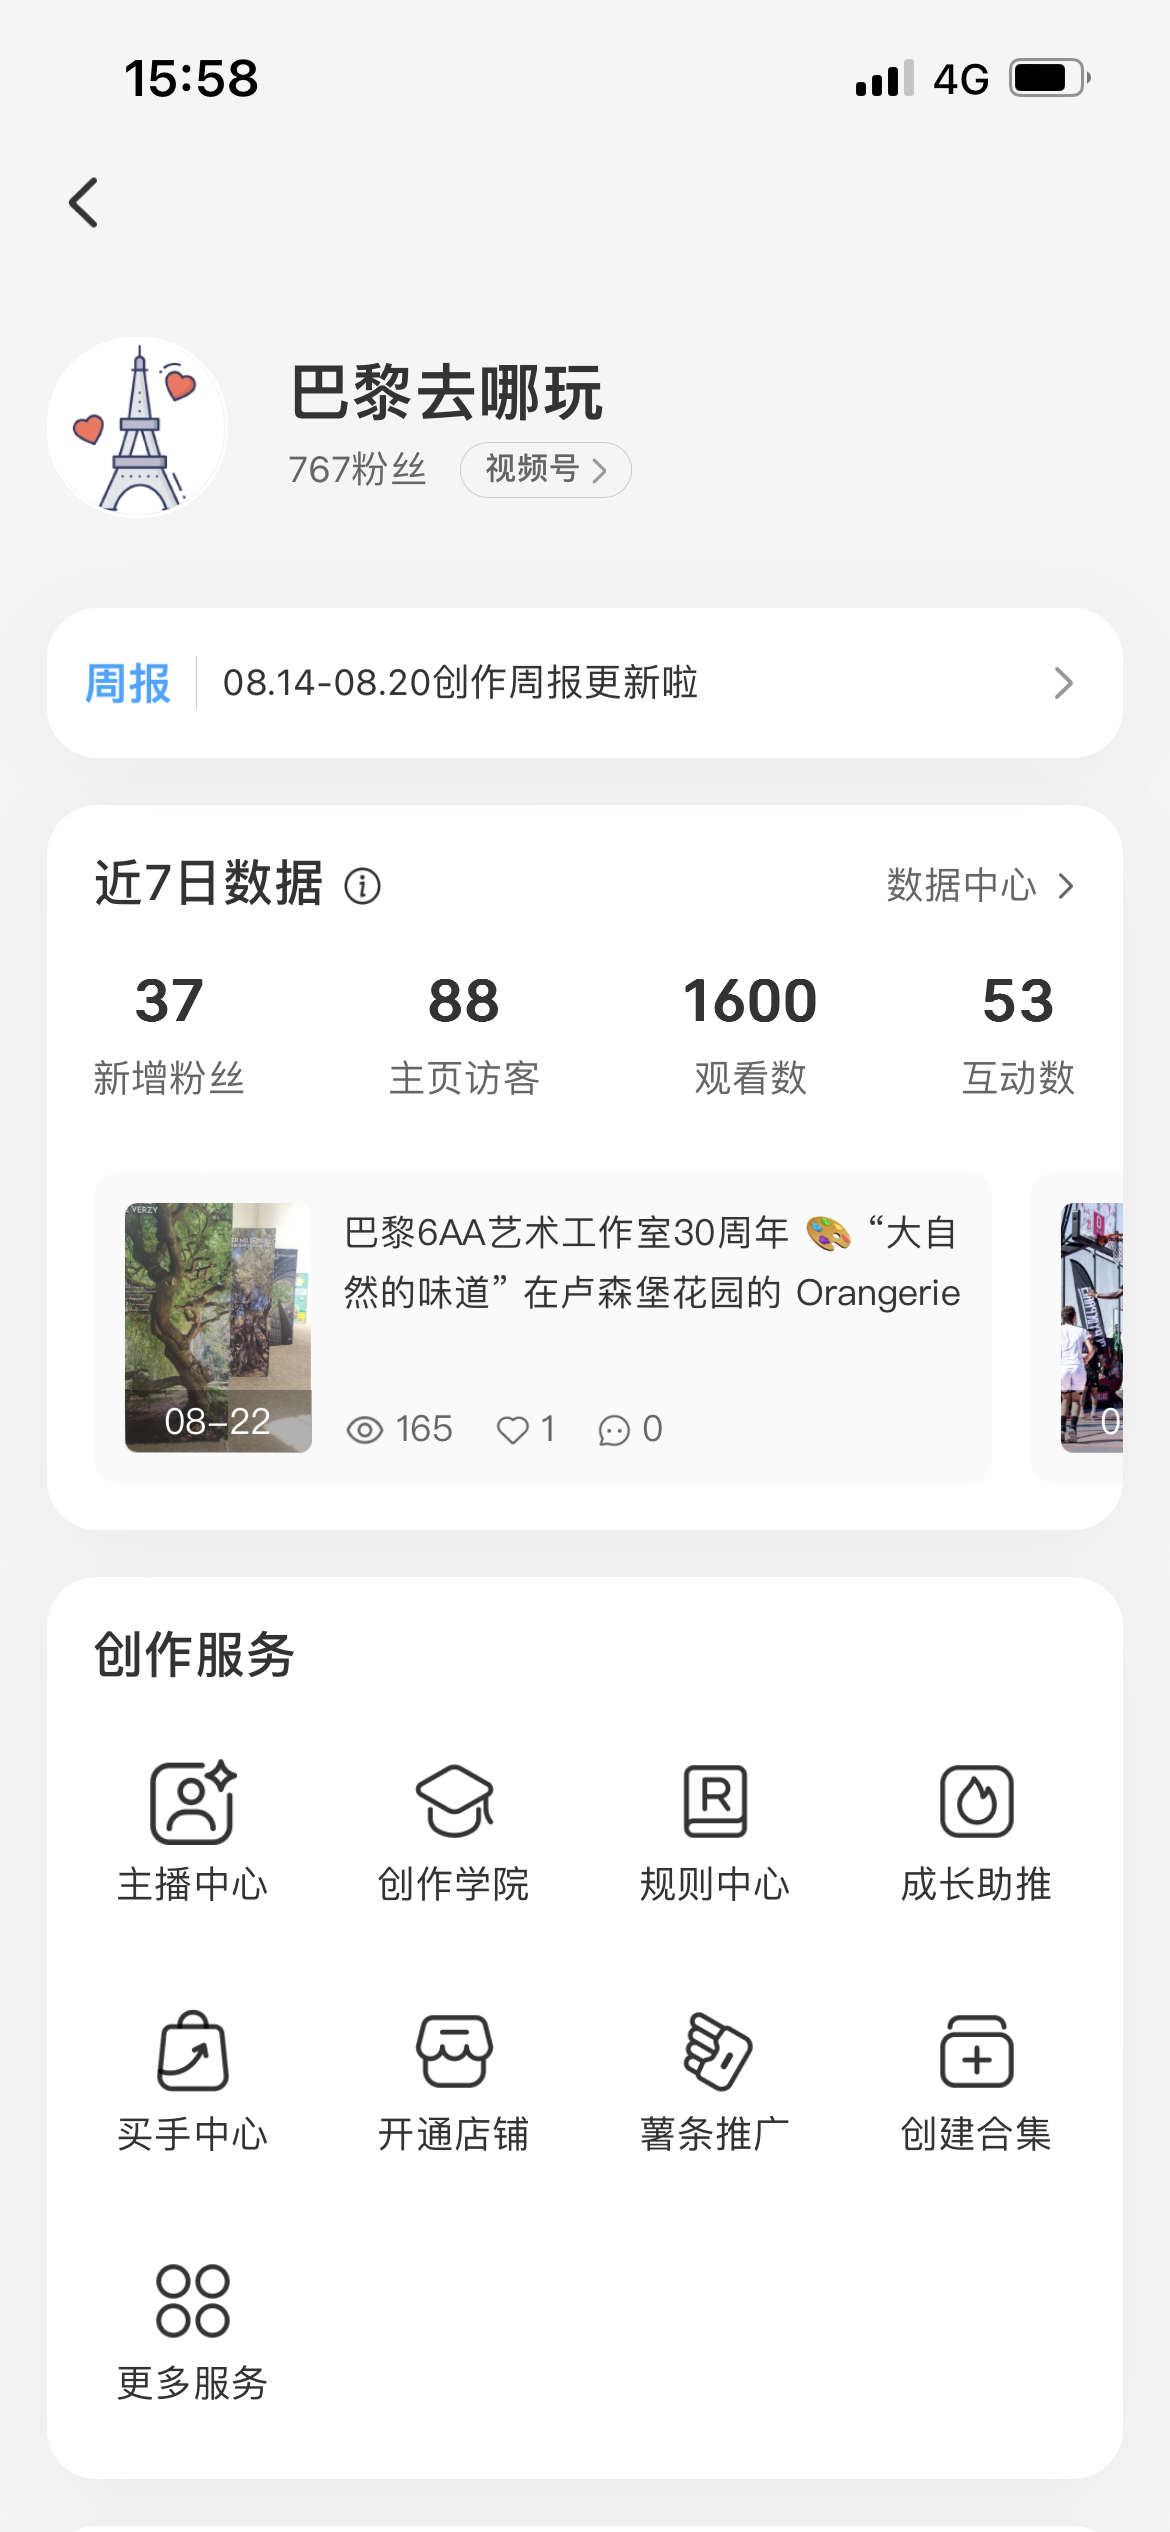 15:58
4G
巴黎去哪玩
767粉丝
视频号
周报
08.14-08.20创作周报更新啦
近7日数据
数据中心
37
88
1600
53
新增粉丝
主页访客
观看数
互动数
VERZY
巴黎6AA艺术工作室30周年 🎨 “大自
然的味道” 在卢森堡花园的 Orangerie
08-22
165
1
0
0
创作服务
主播中心
创作学院
规则中心
成长助推
买手中心
开通店铺
薯条推广
创建合集
更多服务